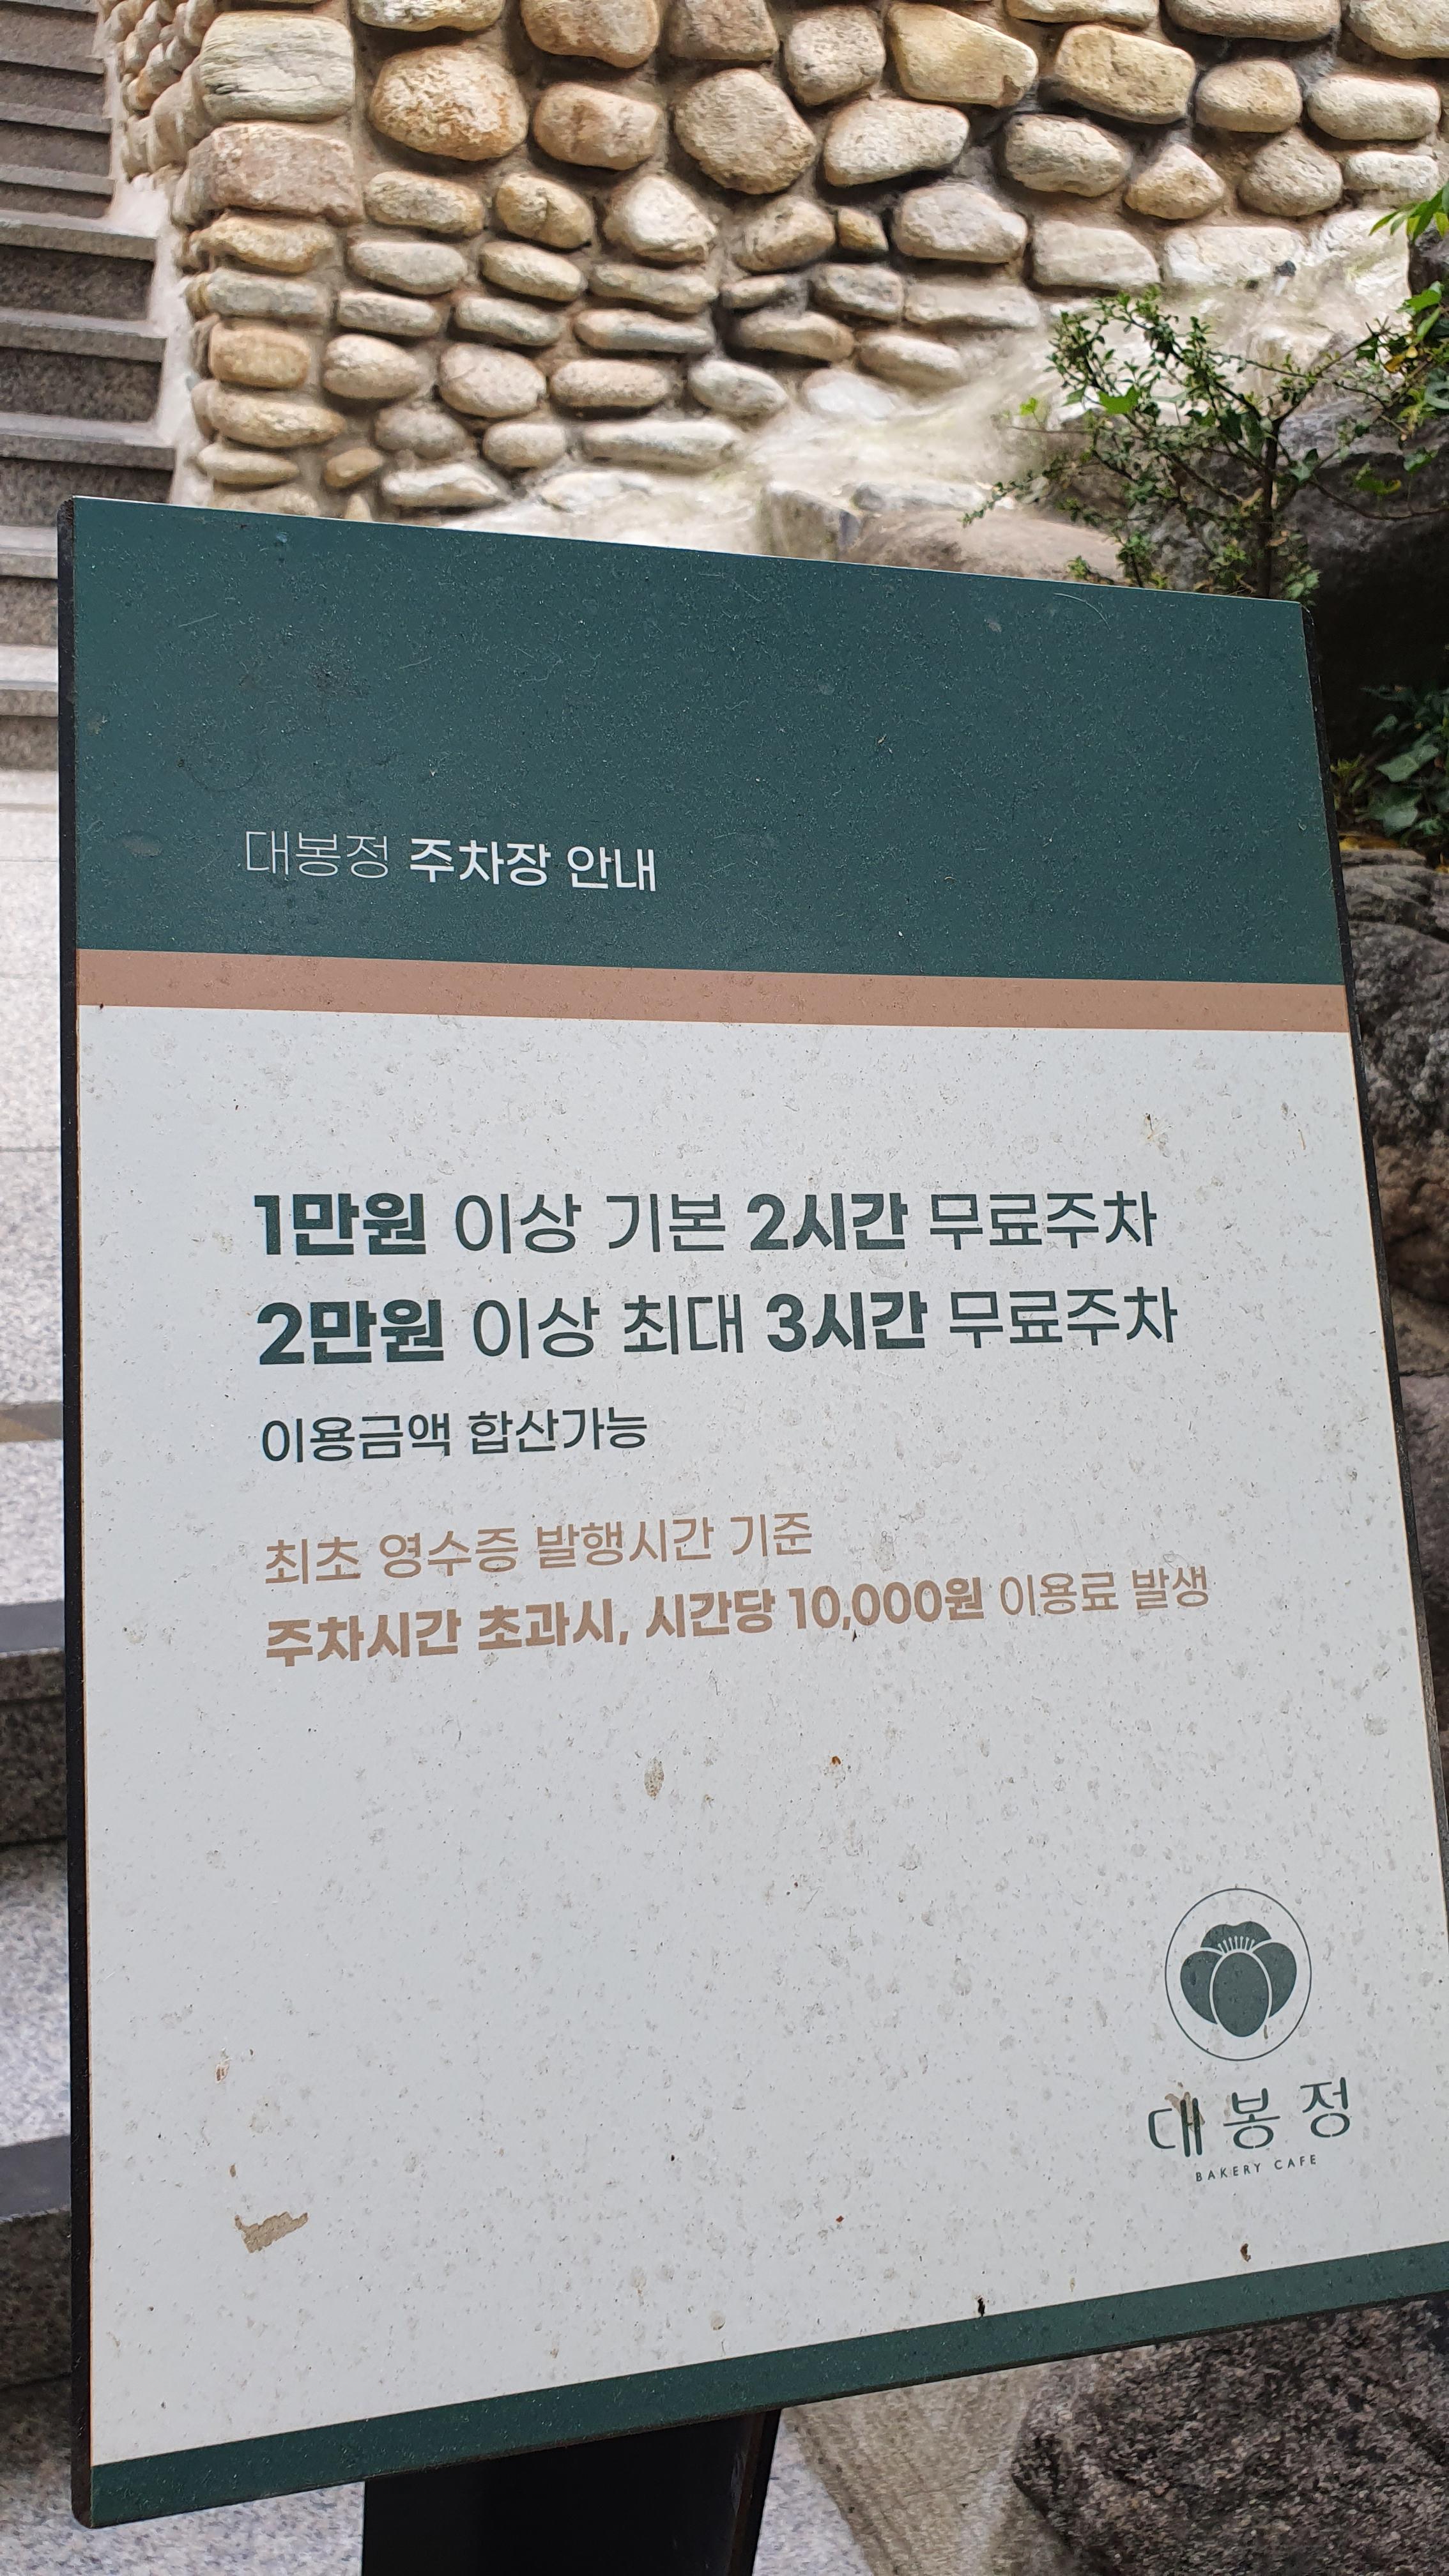 대봉정 주차장 안내
1만원 이상 기본 2시간 무료주차
2만원 이상 최대 3시간 무료주차
이용금액 합산가능
최초 영수증 발행시간 기준
주차시간 초과시, 시간당 10,000원 이용료 발생
대봉정
BAKERY CAFE